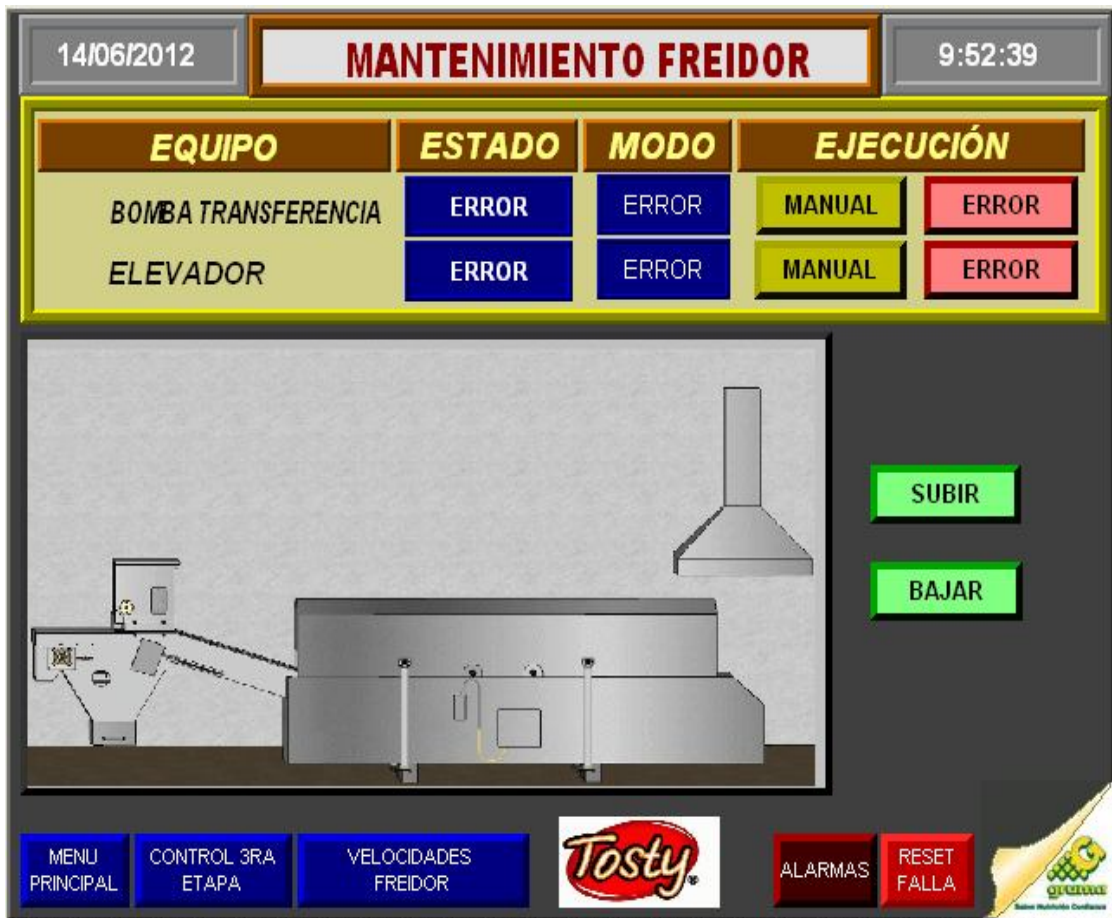 14/06/2012
MANTENIMIENTO FREIDOR
9:52:39
EQUIPO ESTADO MODO EJECUCIÓN
BOMBA TRANSFERENCIA ERROR ERROR MANUAL ERROR
ELEVADOR ERROR ERROR MANUAL ERROR
SUBIR
BAJAR
MENU
PRINCIPAL
CONTROL 3RA
ETAPA
VELOCIDADES
FREIDOR
Tosty
ALARMAS
RESET
FALLA
gruma